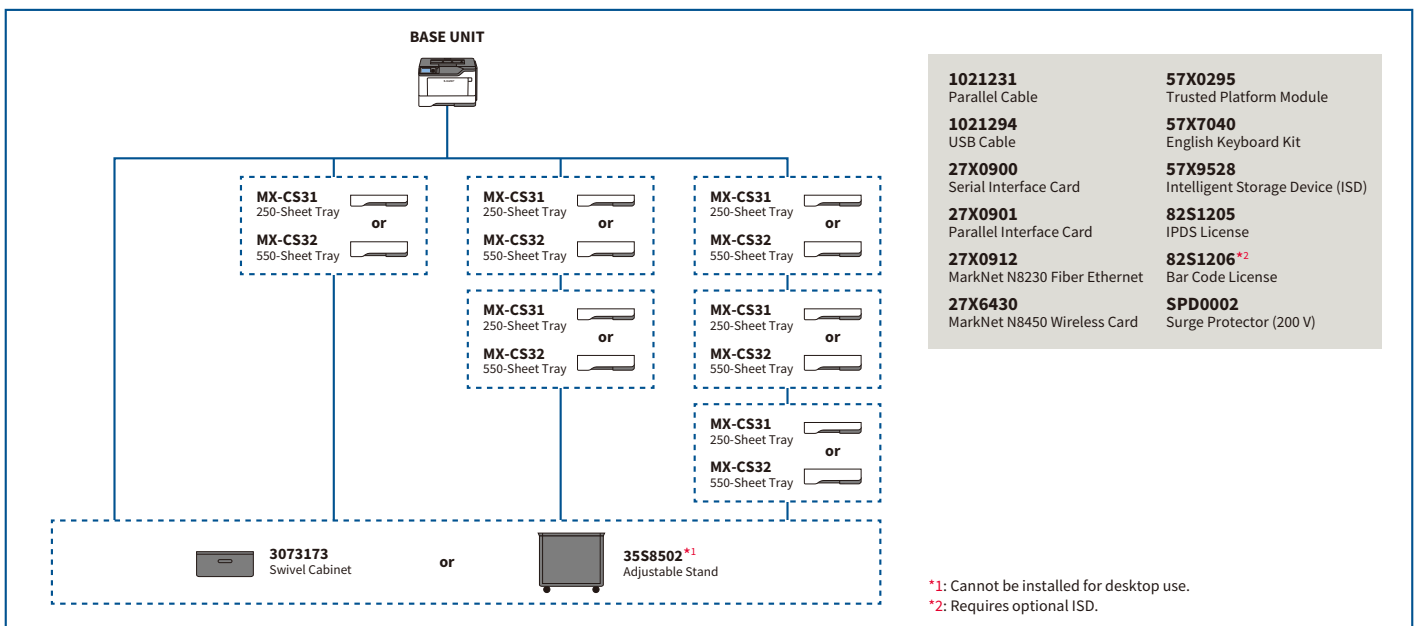 BASE UNIT
MX-CS31
250-Sheet Tray
or
MX-CS32
550-Sheet Tray
MX-CS31
250-Sheet Tray
or
MX-CS32
550-Sheet Tray
MX-CS31
250-Sheet Tray
or
MX-CS32
550-Sheet Tray
MX-CS31
250-Sheet Tray
or
MX-CS32
550-Sheet Tray
MX-CS31
250-Sheet Tray
or
MX-CS32
550-Sheet Tray
MX-CS31
250-Sheet Tray
or
MX-CS32
550-Sheet Tray
3073173
Swivel Cabinet
or
35S8502*1
Adjustable Stand
1021231
Parallel Cable
1021294
USB Cable
27X0900
Serial Interface Card
27X0901
Parallel Interface Card
27X0912
MarkNet N8230 Fiber Ethernet
27X6430
MarkNet N8450 Wireless Card
57X0295
Trusted Platform Module
57X7040
English Keyboard Kit
57X9528
Intelligent Storage Device (ISD)
82S1205
IPDS License
82S1206*2
Bar Code License
SPD0002
Surge Protector (200 V)
*1: Cannot be installed for desktop use.
*2: Requires optional ISD.